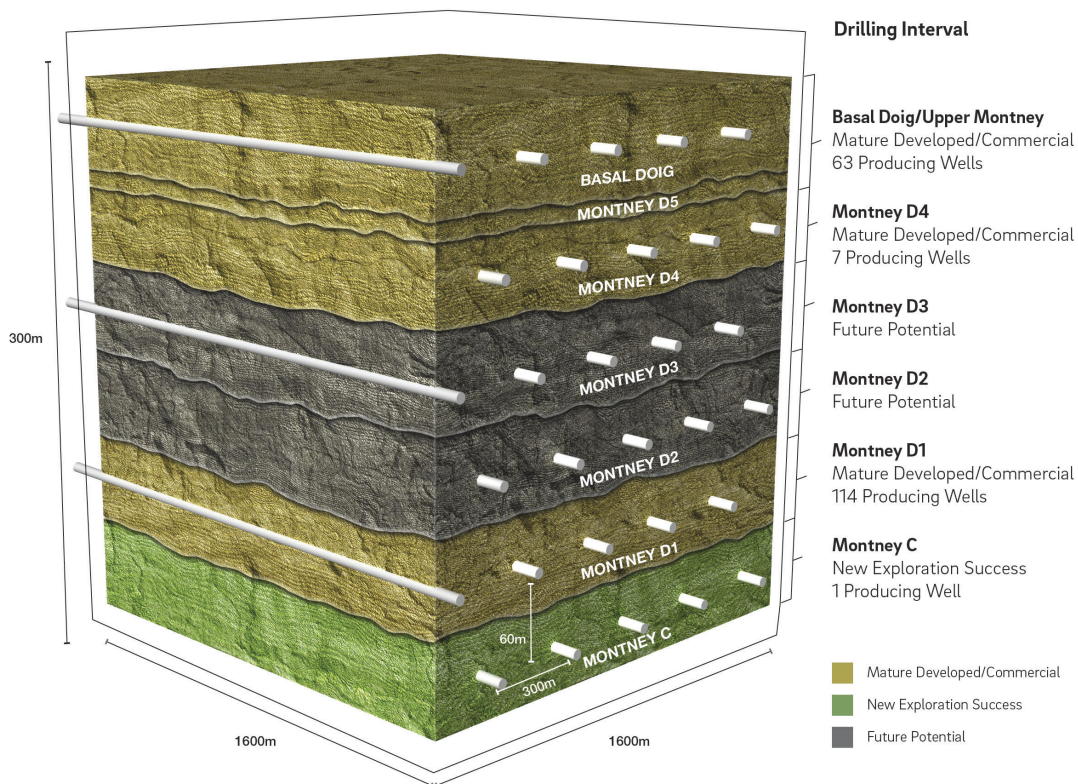 Drilling Interval
Basal Doig/Upper Montney
Mature Developed/Commercial
63 Producing Wells
Montney D4
Mature Developed/Commercial
7 Producing Wells
Montney D3
Future Potential
Montney D2
Future Potential
Montney D1
Mature Developed/Commercial
114 Producing Wells
Montney C
New Exploration Success
1 Producing Well
BASAL DOIG
MONTNEY D5
MONTNEY D4
MONTNEY D3
MONTNEY D2
MONTNEY D1
MONTNEY C
300m
60m
300m
1600m
1600m
Mature Developed/Commercial
New Exploration Success
Future Potential